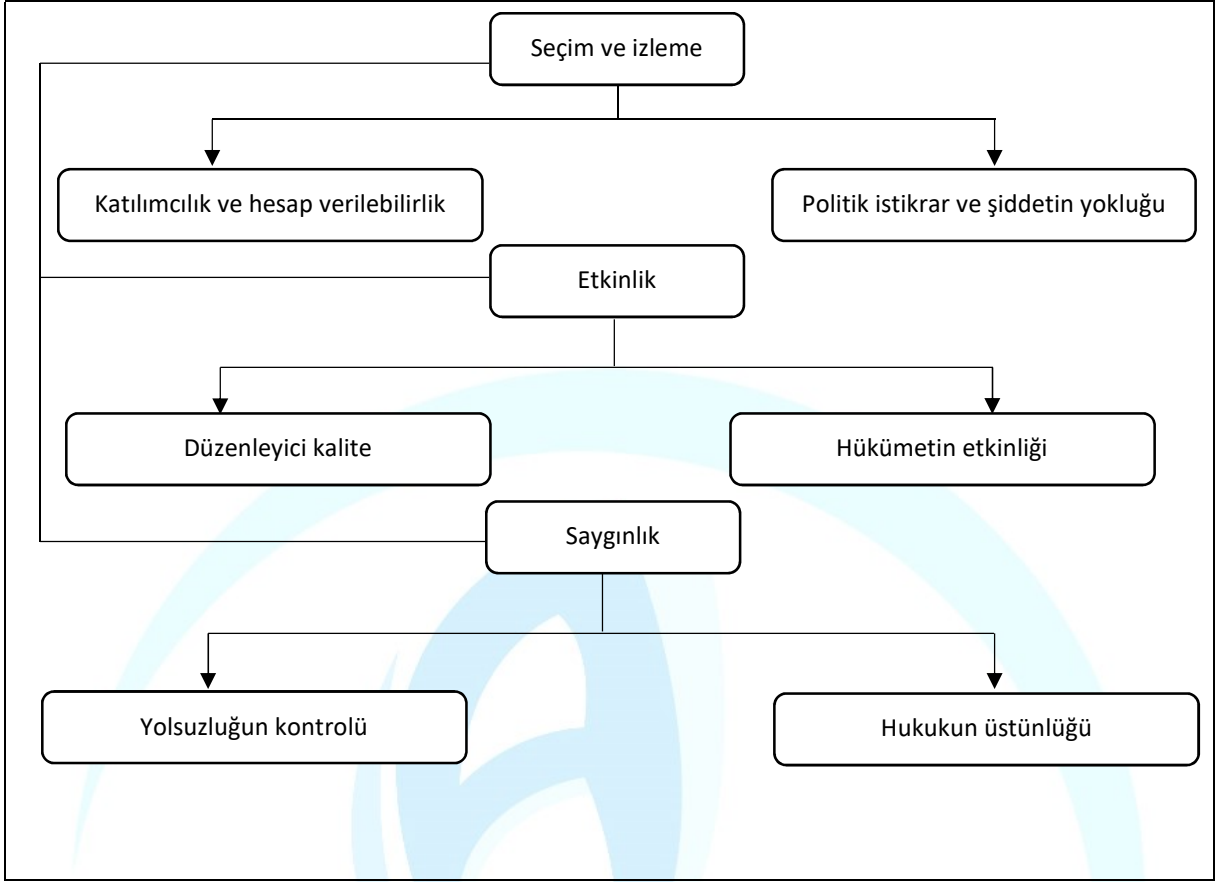 Seçim ve izleme
Katılımcılık ve hesap verilebilirlik
Politik istikrar ve şiddetin yokluğu
Etkinlik
Düzenleyici kalite
Hükümetin etkinliği
Saygınlık
Yolsuzluğun kontrolü
Hukukun üstünlüğü